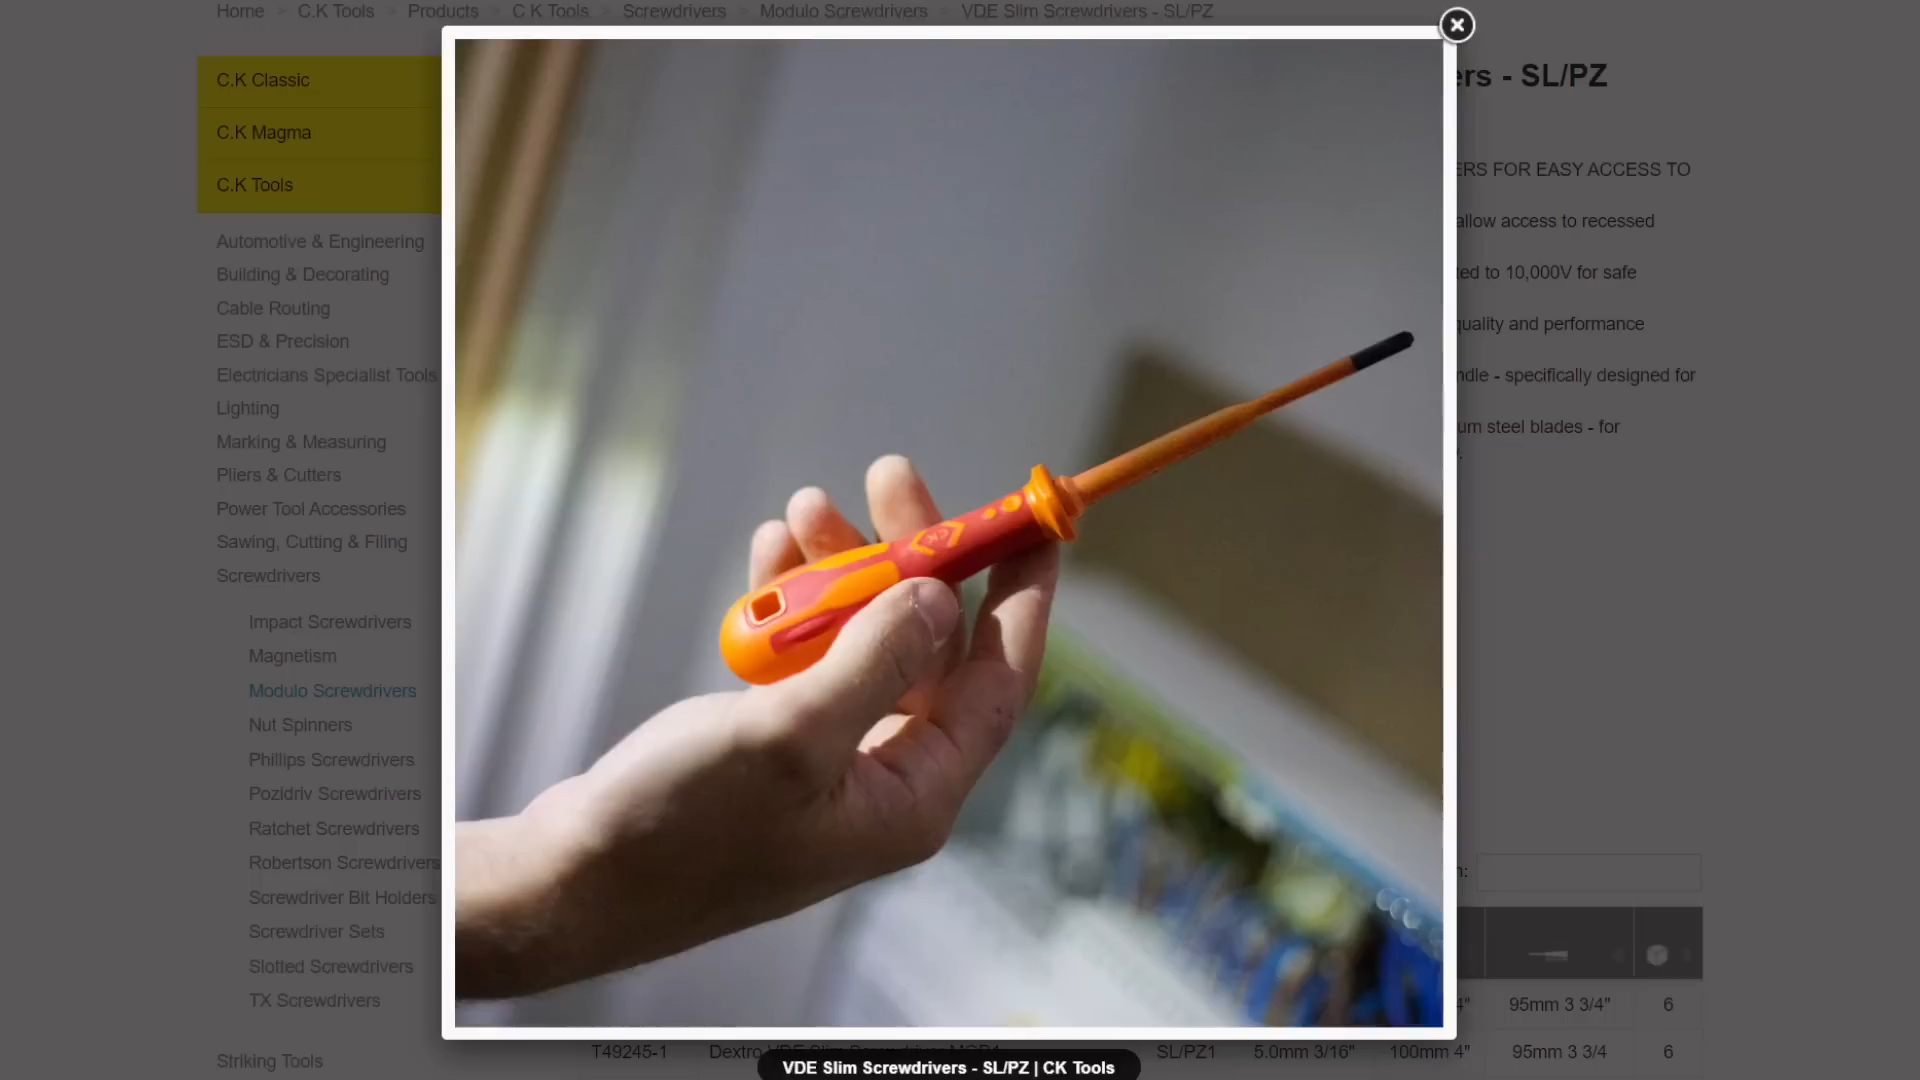 Home > C.K Tools > Products > C K Tools > Screwdrivers > Modulo Screwdrivers > VDE Slim Screwdrivers - SL/PZ
ers - SL/PZ
C.K Classic
C.K Magma
C.K Tools
ERS FOR EASY ACCESS TO
allow access to recessed
ted to 10,000V for safe
quality and performance
ndle - specifically designed for
um steel blades - for
Automotive & Engineering
Building & Decorating
Cable Routing
ESD & Precision
Electricians Specialist Tools
Lighting
Marking & Measuring
Pliers & Cutters
Power Tool Accessories
Sawing, Cutting & Filing
Screwdrivers
Impact Screwdrivers
Magnetism
Modulo Screwdrivers
Nut Spinners
Phillips Screwdrivers
Pozidriv Screwdrivers
Ratchet Screwdrivers
Robertson Screwdrivers
Screwdriver Bit Holders
Screwdriver Sets
Slotted Screwdrivers
TX Screwdrivers
Striking Tools
CK
4" 95mm 3 3/4" 6
T49245-1 SL/PZ1 5.0mm 3/16" 100mm 4" 95mm 3 3/4 6
VDE Slim Screwdrivers - SL/PZ | CK Tools